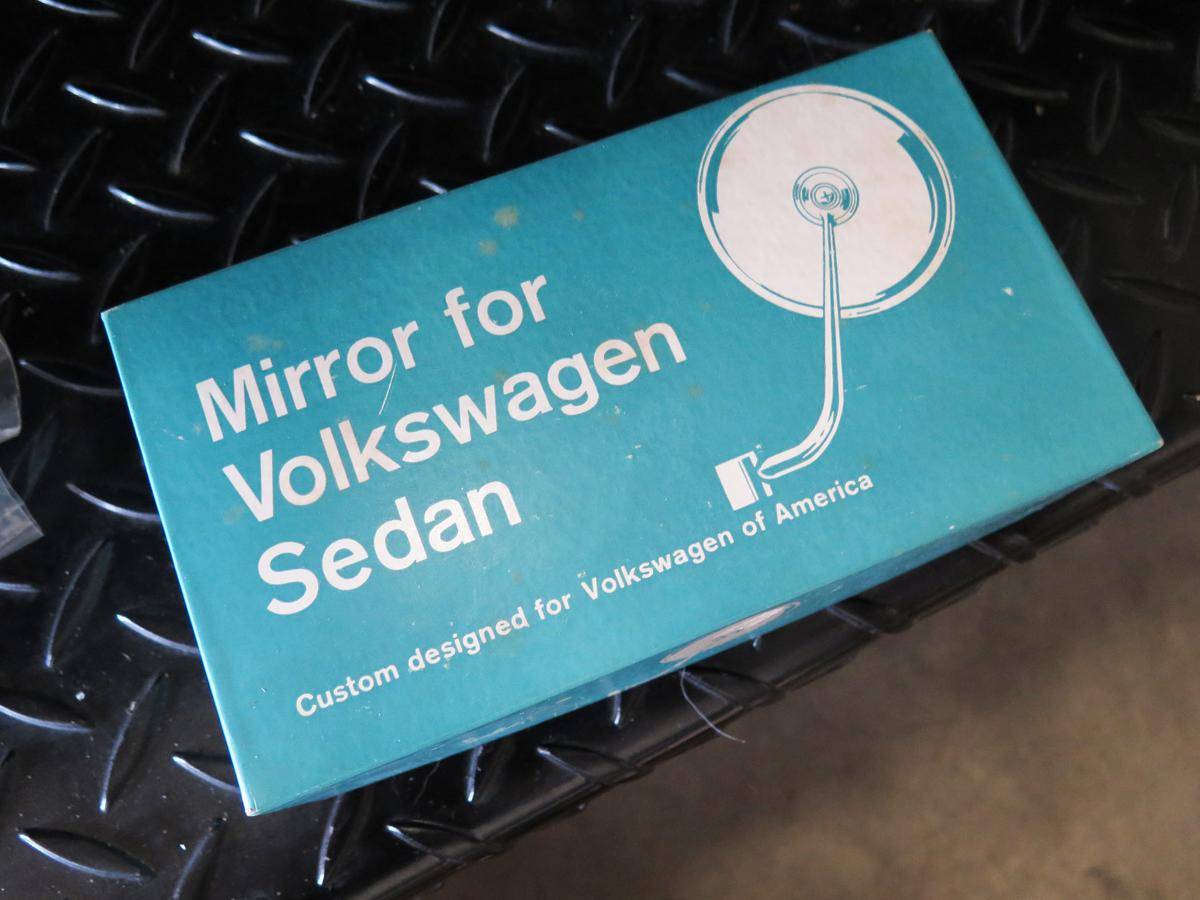 Mirror for
Volkswagen
Sedan
Custom designed for Volkswagen of America